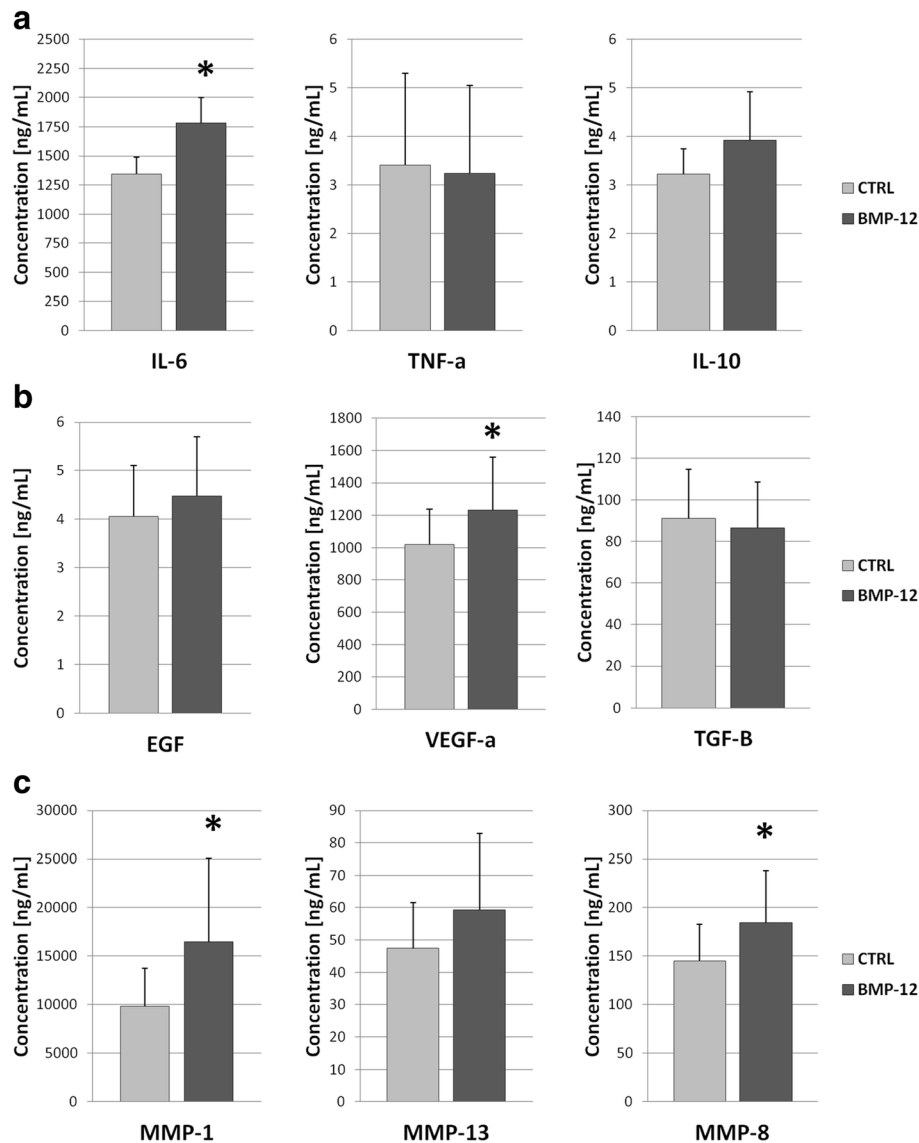 a
Concentration [ng/mL]
2500
2250
2000
1750
1500
1250
1000
750
500
250
0
*
IL-6
Concentration [ng/mL]
6
5
4
3
2
1
0
TNF-a
Concentration [ng/mL]
6
5
4
3
2
1
0
IL-10
CTRL
BMP-12
b
Concentration [ng/mL]
6
5
4
3
2
1
0
EGF
Concentration [ng/mL]
1800
1600
1400
1200
1000
800
600
400
200
0
*
VEGF-a
Concentration [ng/mL]
140
120
100
80
60
40
20
0
TGF-B
CTRL
BMP-12
c
Concentration [ng/mL]
30000
25000
20000
15000
10000
5000
0
*
MMP-1
Concentration [ng/mL]
90
80
70
60
50
40
30
20
10
0
MMP-13
Concentration [ng/mL]
300
250
200
150
100
50
0
*
MMP-8
CTRL
BMP-12